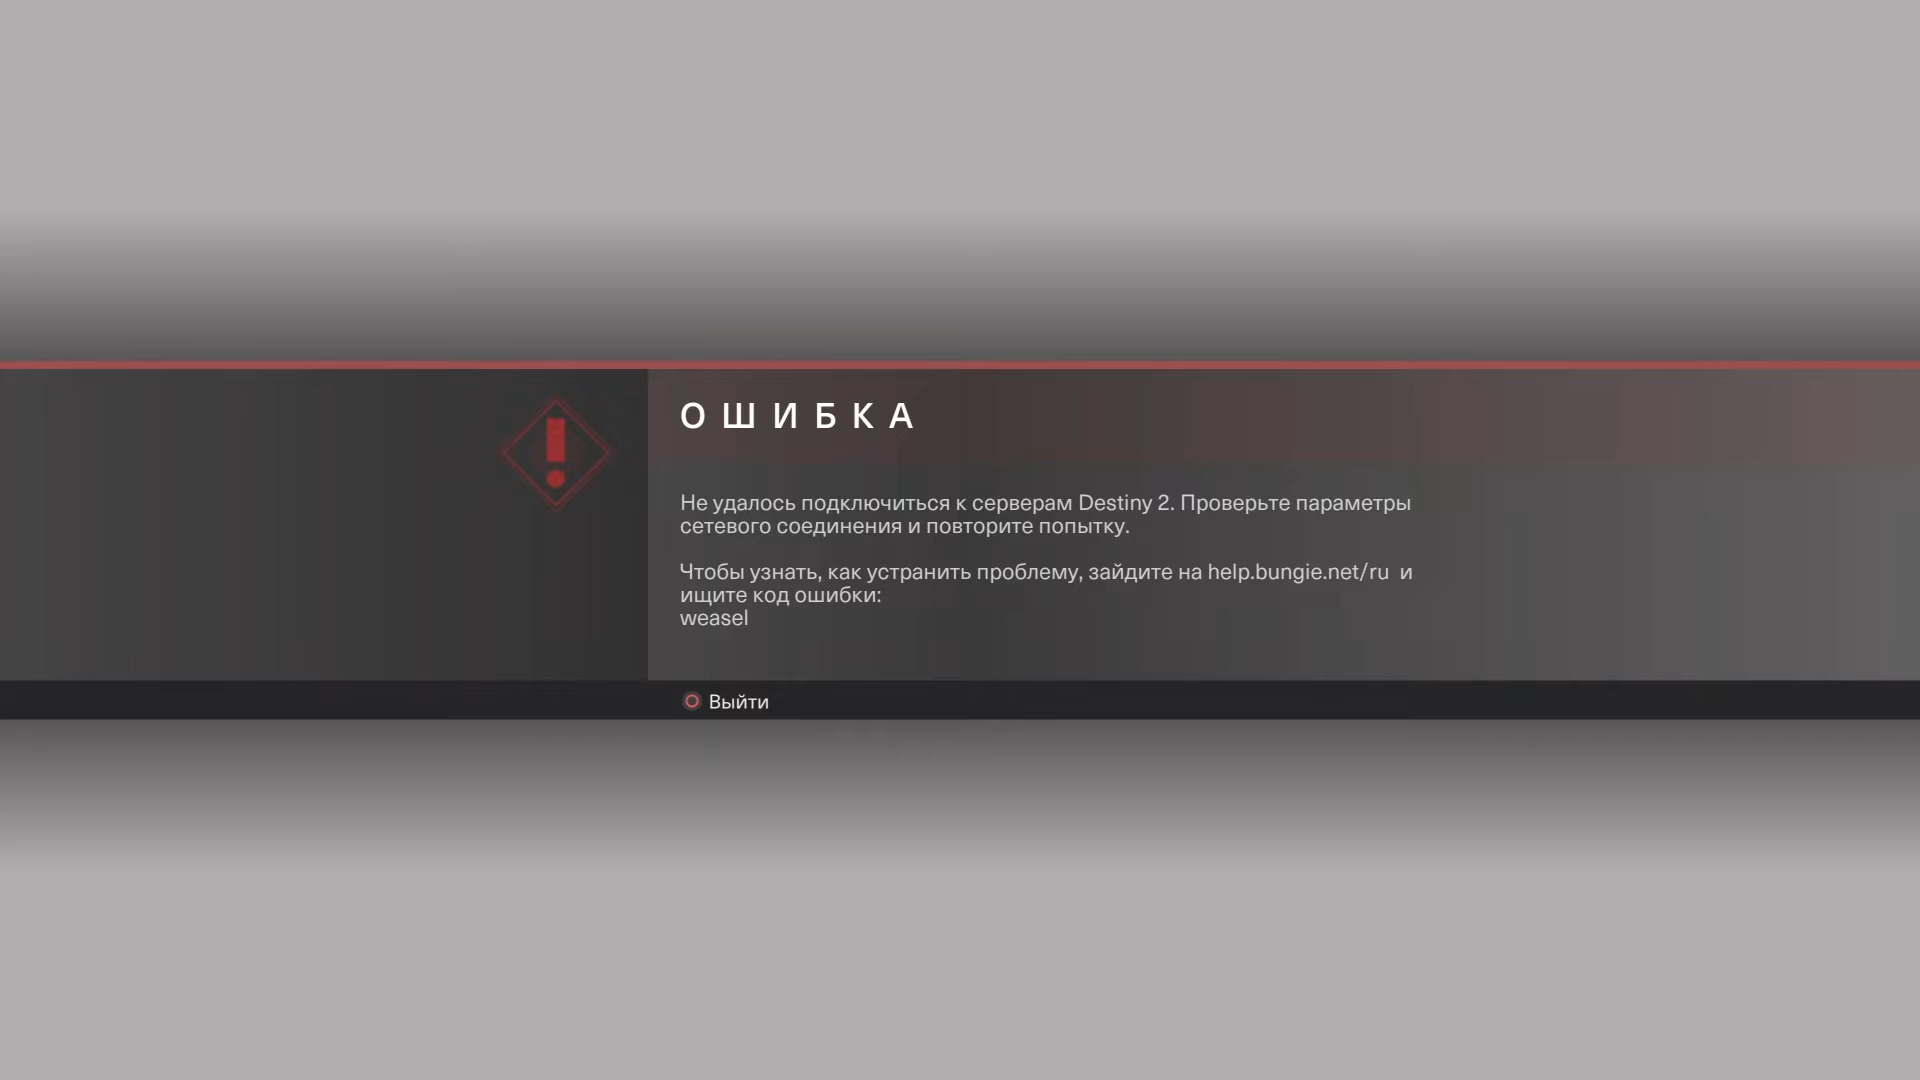 ОШИБКА
Не удалось подключиться к серверам Destiny 2. Проверьте параметры
сетевого соединения и повторите попытку.
Чтобы узнать, как устранить проблему, зайдите на help.bungie.net/ru и
ищите код ошибки:
weasel
Выйти